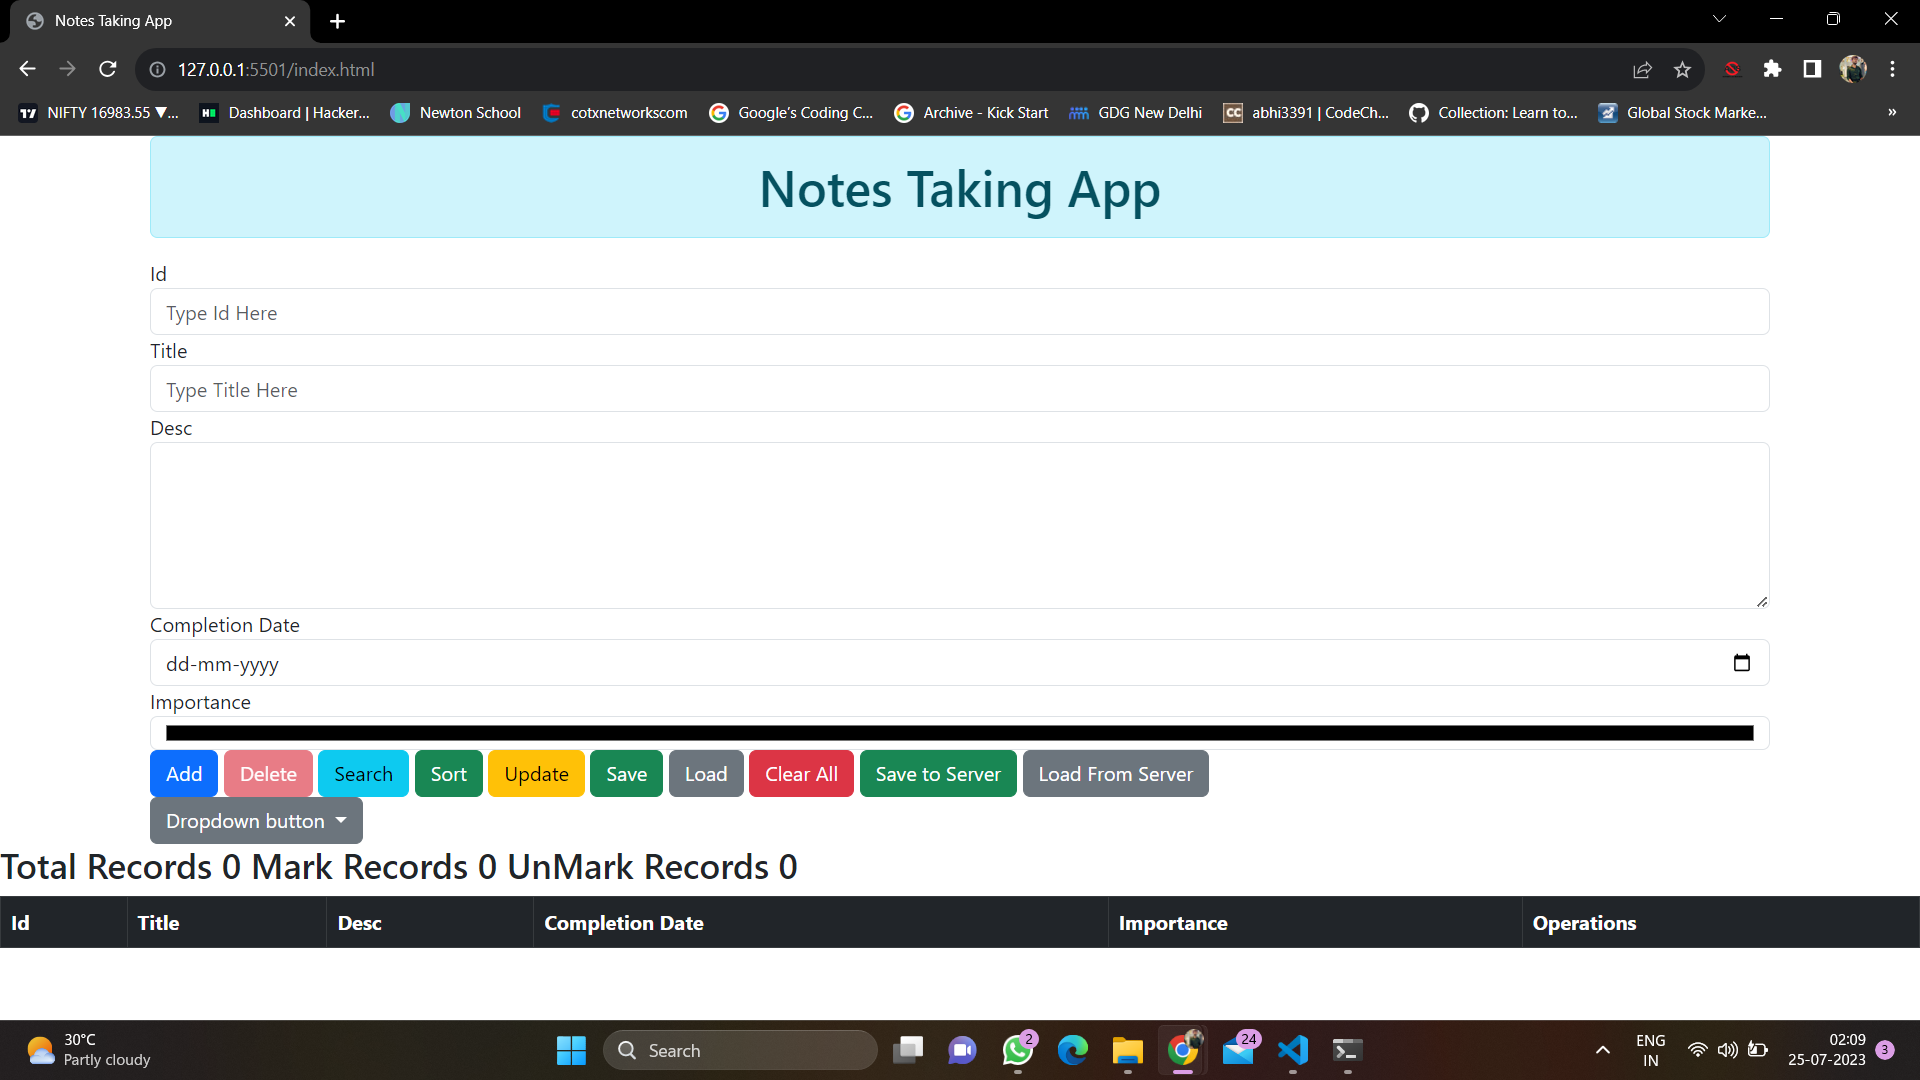 Notes Taking App
127.0.0.1:5501/index.html
NIFTY 16983.55 ▼... Dashboard | Hacker... Newton School cotxnetworkscom Google's Coding C... Archive - Kick Start GDG New Delhi CC abhi3391 | CodeCh... Collection: Learn to... Global Stock Marke... »
Notes Taking App
Id
Type Id Here
Title
Type Title Here
Desc
Completion Date
dd-mm-yyyy
Importance
Add Delete Search Sort Update Save Load Clear All Save to Server Load From Server
Dropdown button
Total Records 0 Mark Records 0 UnMark Records 0
Id Title Desc Completion Date Importance Operations
30°C
Partly cloudy
Search
2
24
ENG
IN
02:09
25-07-2023
3